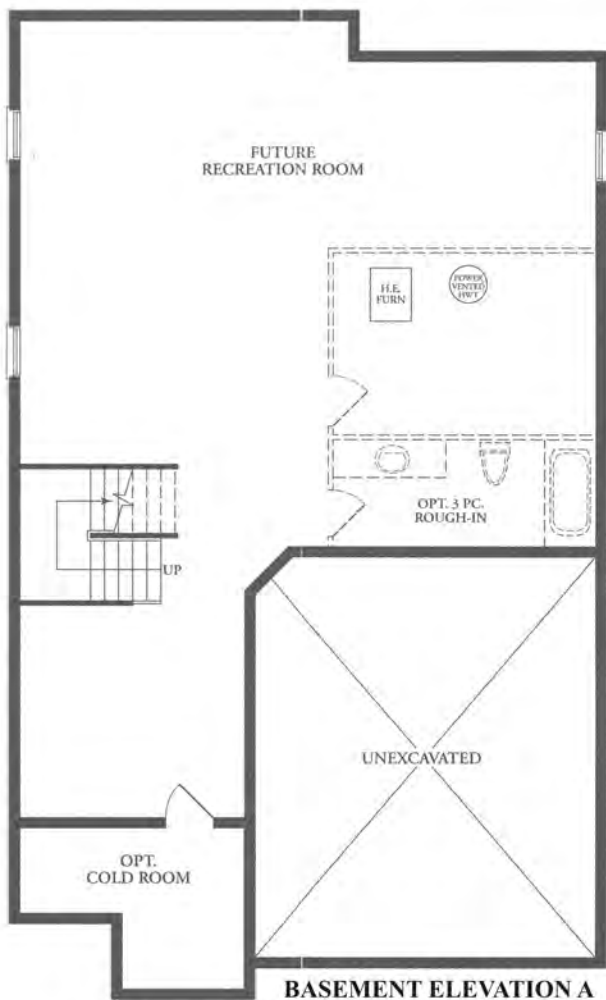 FUTURE
RECREATION ROOM
H.E.
FURN
POWER
VENTED
HWT
OPT. 3 PC.
ROUGH-IN
UP
UNEXCAVATED
OPT.
COLD ROOM
BASEMENT ELEVATION A